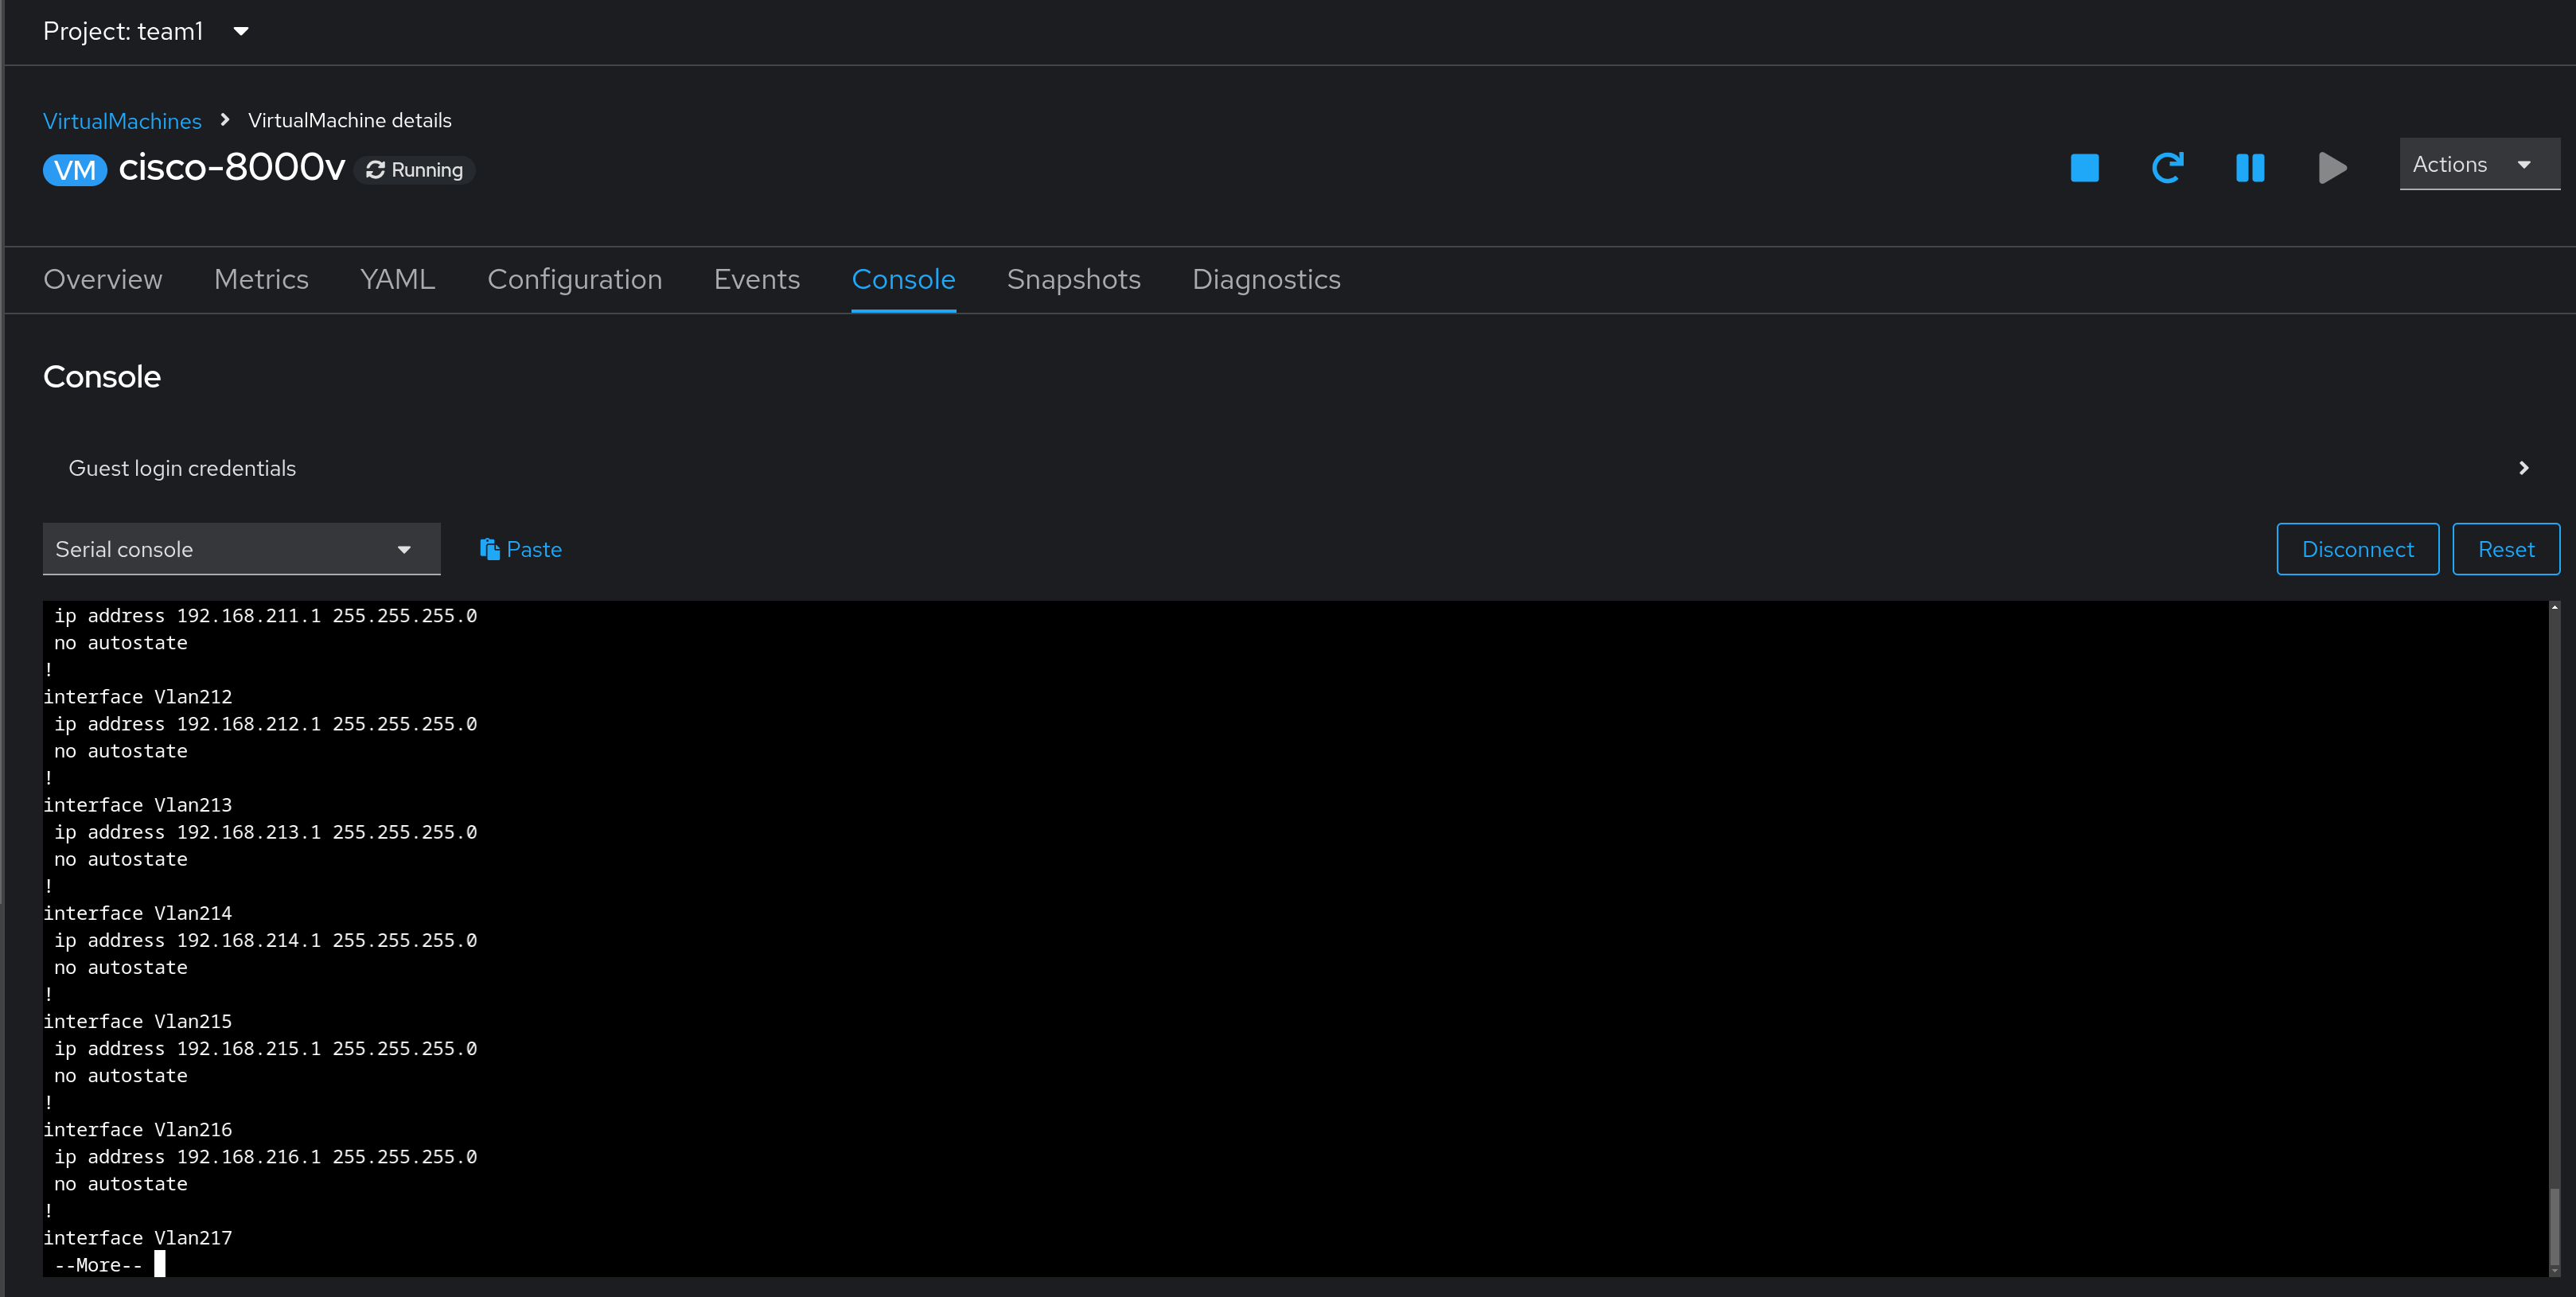 Project: team1
VirtualMachines > VirtualMachine details
VM cisco-8000v Running
Actions
Overview Metrics YAML Configuration Events Console Snapshots Diagnostics
Console
Guest login credentials
Serial console Paste Disconnect Reset
ip address 192.168.211.1 255.255.255.0
no autostate
!
interface Vlan212
ip address 192.168.212.1 255.255.255.0
no autostate
!
interface Vlan213
ip address 192.168.213.1 255.255.255.0
no autostate
!
interface Vlan214
ip address 192.168.214.1 255.255.255.0
no autostate
!
interface Vlan215
ip address 192.168.215.1 255.255.255.0
no autostate
!
interface Vlan216
ip address 192.168.216.1 255.255.255.0
no autostate
!
interface Vlan217
--More--